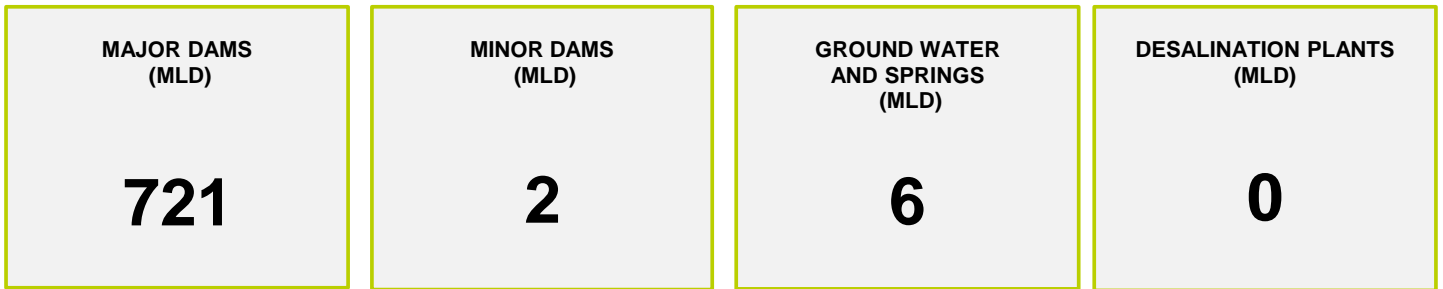 MAJOR DAMS
(MLD)
721
MINOR DAMS
(MLD)
2
GROUND WATER
AND SPRINGS
(MLD)
6
DESALINATION PLANTS
(MLD)
0